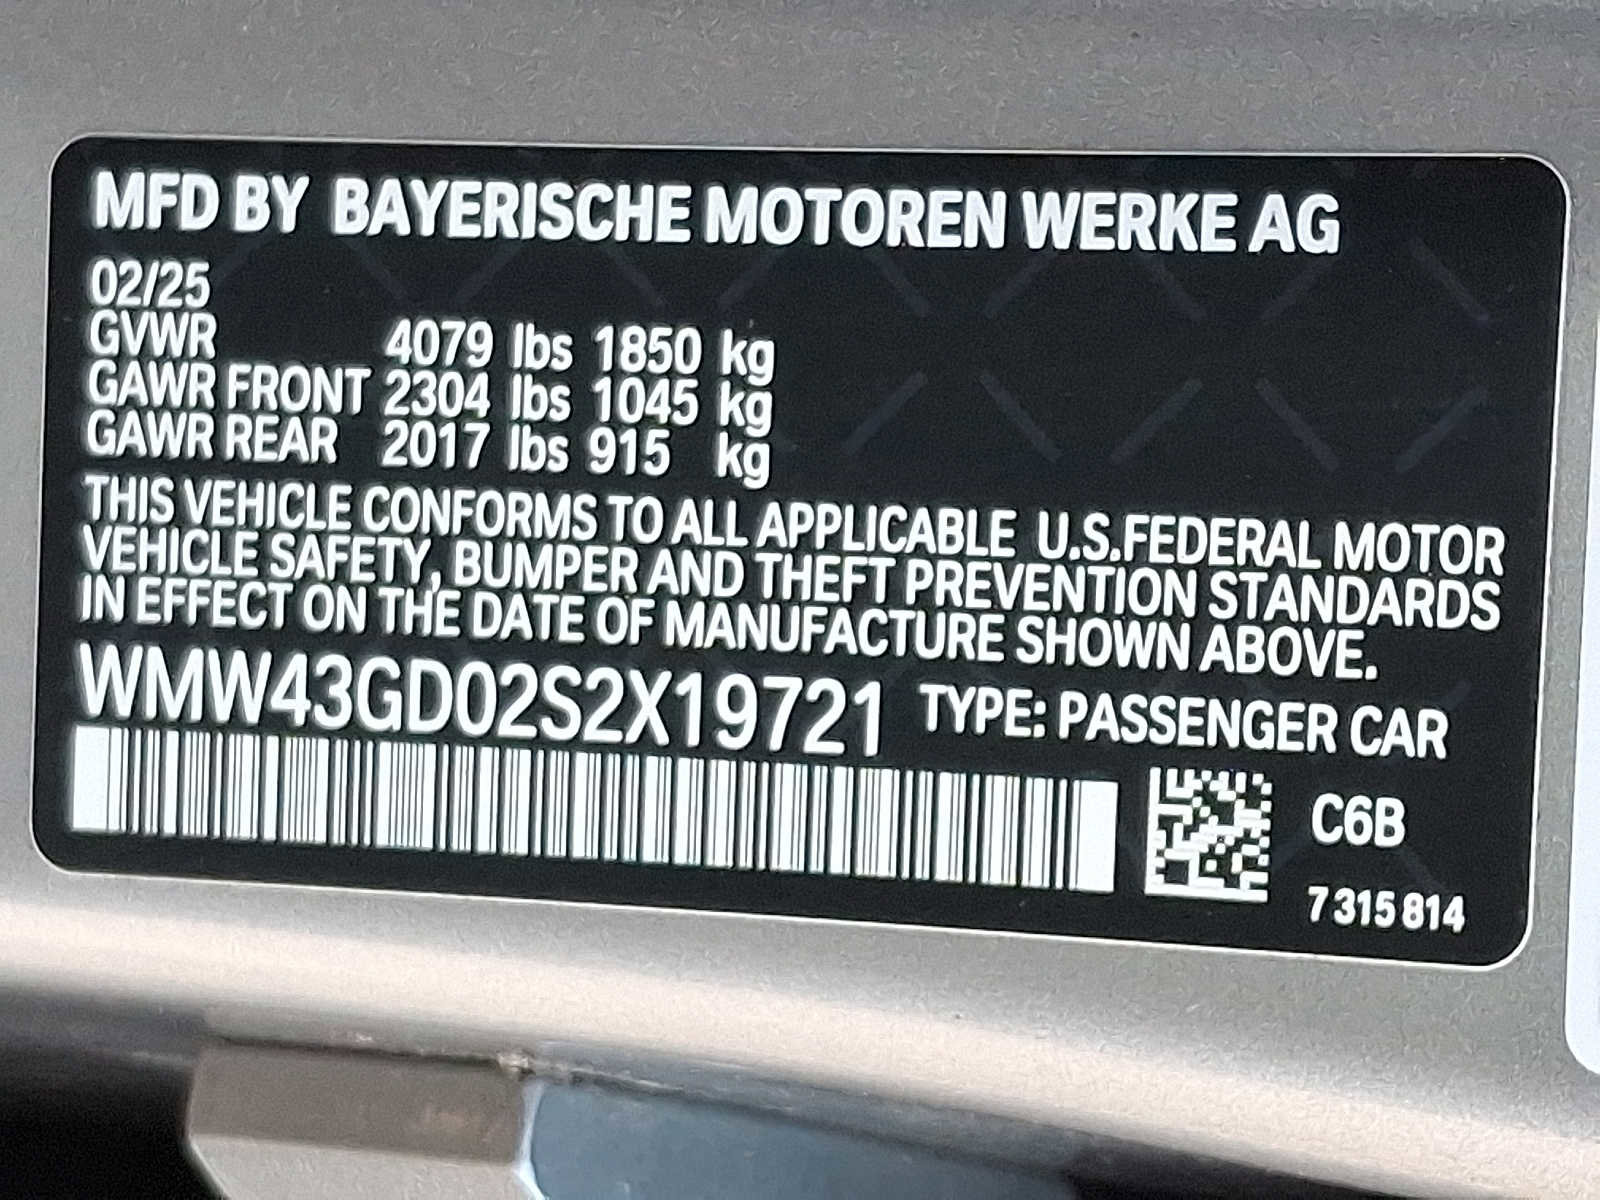 MFD BY BAYERISCHE MOTOREN WERKE AG
02/25
GVWR 4079 lbs 1850 kg
GAWR FRONT 2304 lbs 1045 kg
GAWR REAR 2017 lbs 915 kg
THIS VEHICLE CONFORMS TO ALL APPLICABLE U.S.FEDERAL MOTOR
VEHICLE SAFETY, BUMPER AND THEFT PREVENTION STANDARDS
IN EFFECT ON THE DATE OF MANUFACTURE SHOWN ABOVE.
WMW43GD02S2X19721 TYPE: PASSENGER CAR
C6B
7 315 814